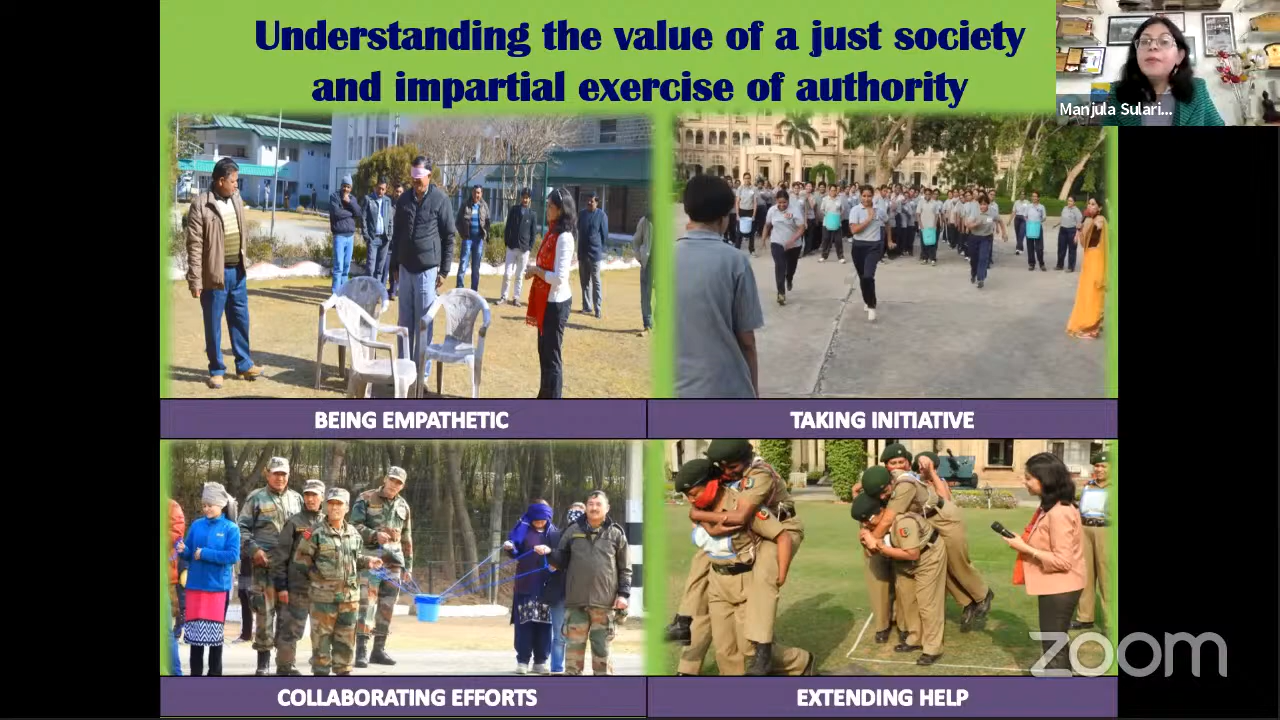 Understanding the value of a just society
and impartial exercise of authority
Manjula Sulari...
BEING EMPATHETIC
TAKING INITIATIVE
COLLABORATING EFFORTS
EXTENDING HELP
zoom